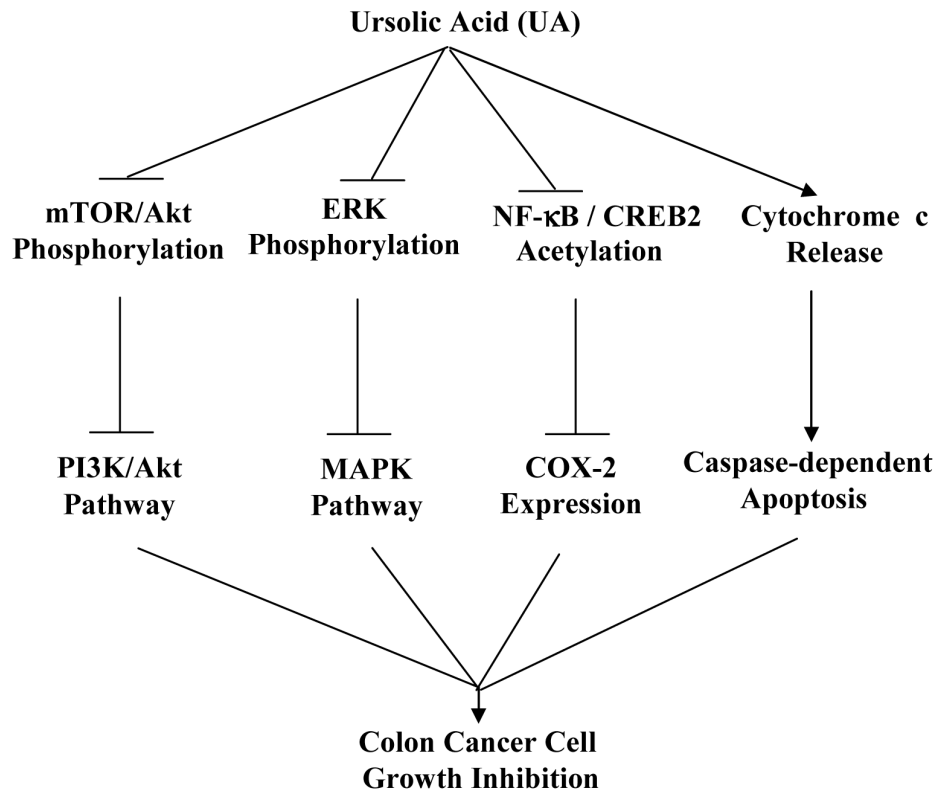 Ursolic Acid (UA)
mTOR/Akt
Phosphorylation
ERK
Phosphorylation
NF-κB / CREB2
Acetylation
Cytochrome c
Release
PI3K/Akt
Pathway
MAPK
Pathway
COX-2
Expression
Caspase-dependent
Apoptosis
Colon Cancer Cell
Growth Inhibition